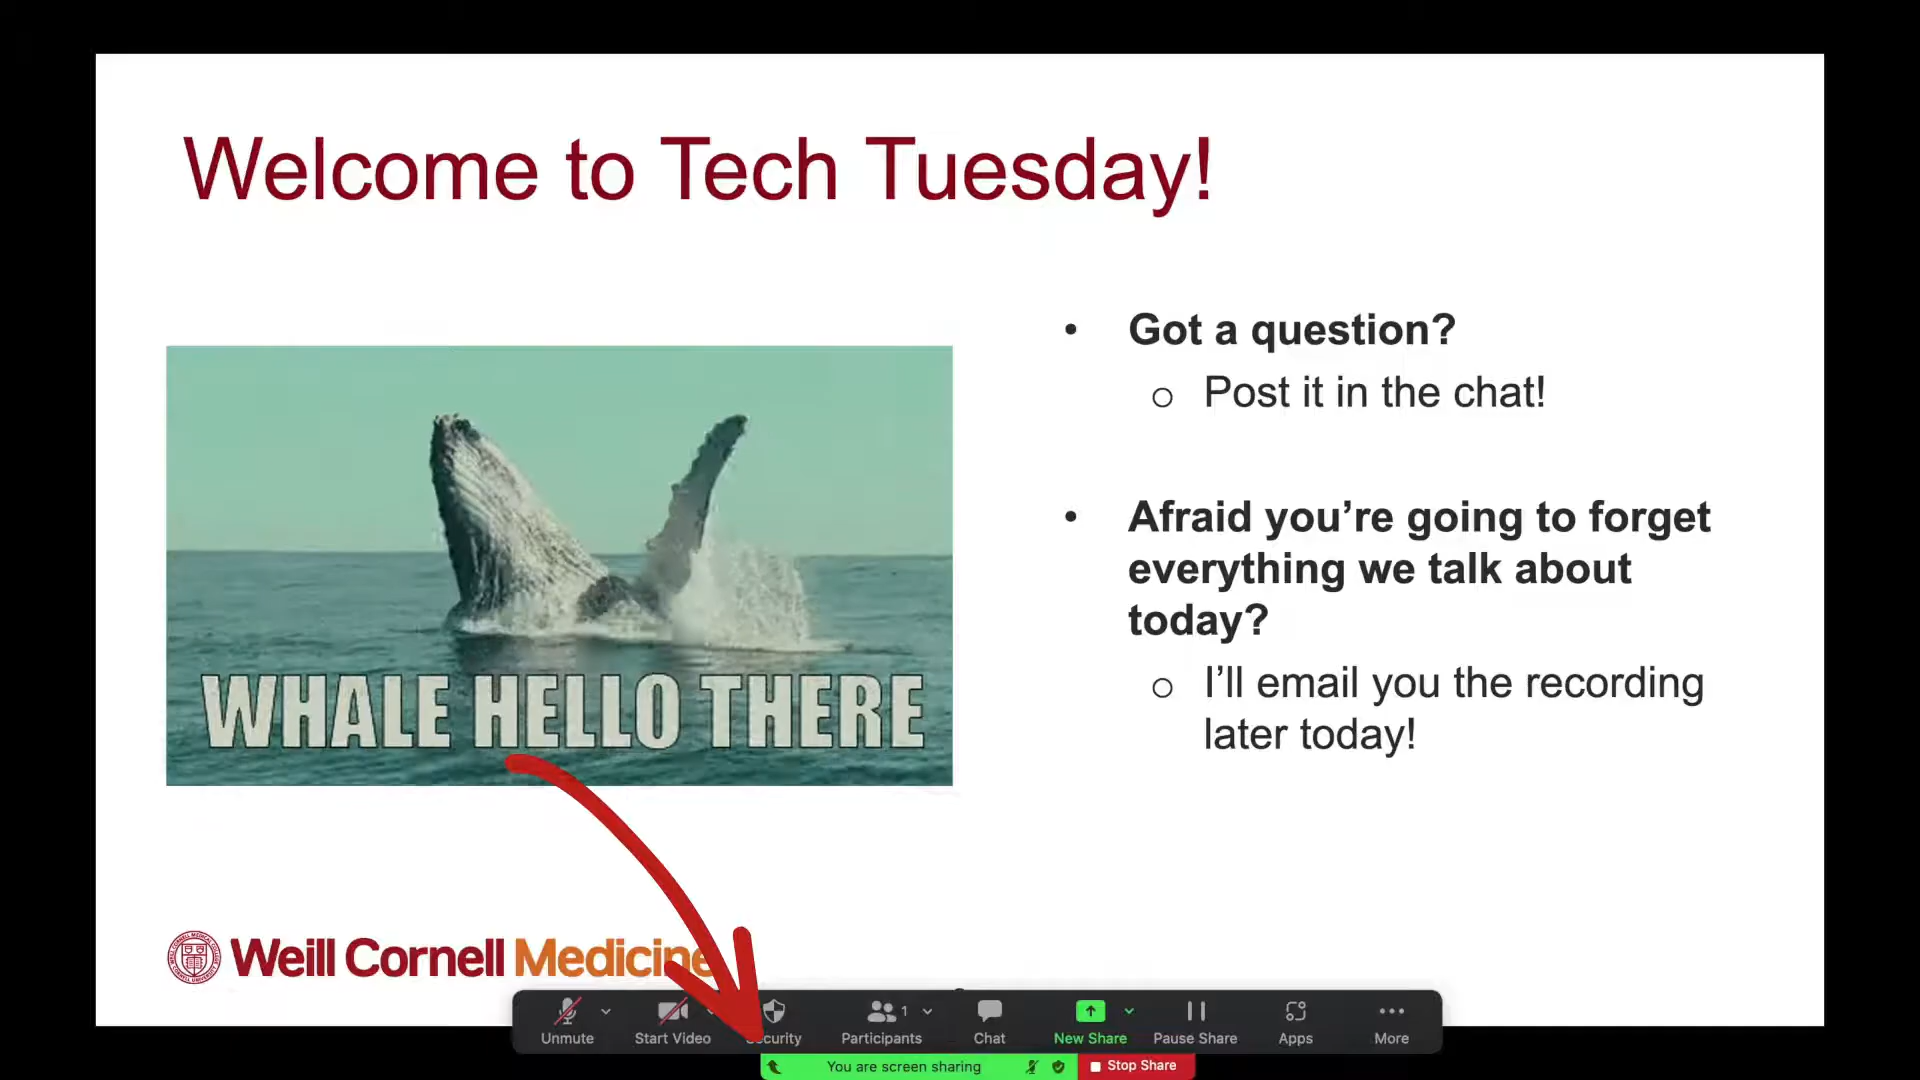 Welcome to Tech Tuesday!
WHALE HELLO THERE
• Got a question?
o Post it in the chat!
• Afraid you’re going to forget
everything we talk about
today?
o I’ll email you the recording
later today!
Weill Cornell Medicine
Unmute
Start Video
Participants 1
Chat
New Share
Pause Share
Apps
More
You are screen sharing
Stop Share